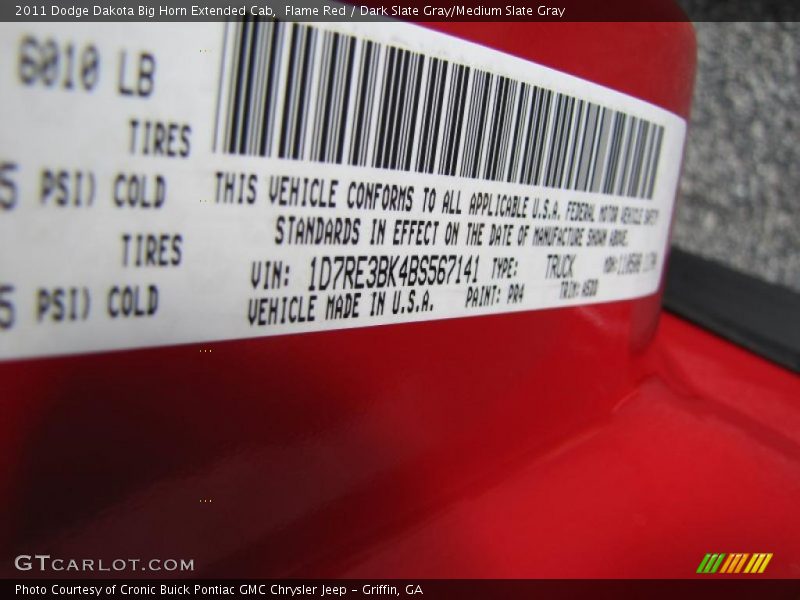 2011 Dodge Dakota Big Horn Extended Cab, Flame Red / Dark Slate Gray/Medium Slate Gray
6010 LB
TIRES
5 PSI) COLD
THIS VEHICLE CONFORMS TO ALL APPLICABLE U.S.A. FEDERAL MOTOR VEHICLE SAFETY
STANDARDS IN EFFECT ON THE DATE OF MANUFACTURE SHOWN ABOVE.
TIRES
VIN: 1D7RE3BK4BS567141 TYPE: TRUCK
5 PSI) COLD
VEHICLE MADE IN U.S.A. PAINT: PR4 TRIM:
GTCARLOT.COM
Photo Courtesy of Cronic Buick Pontiac GMC Chrysler Jeep – Griffin, GA